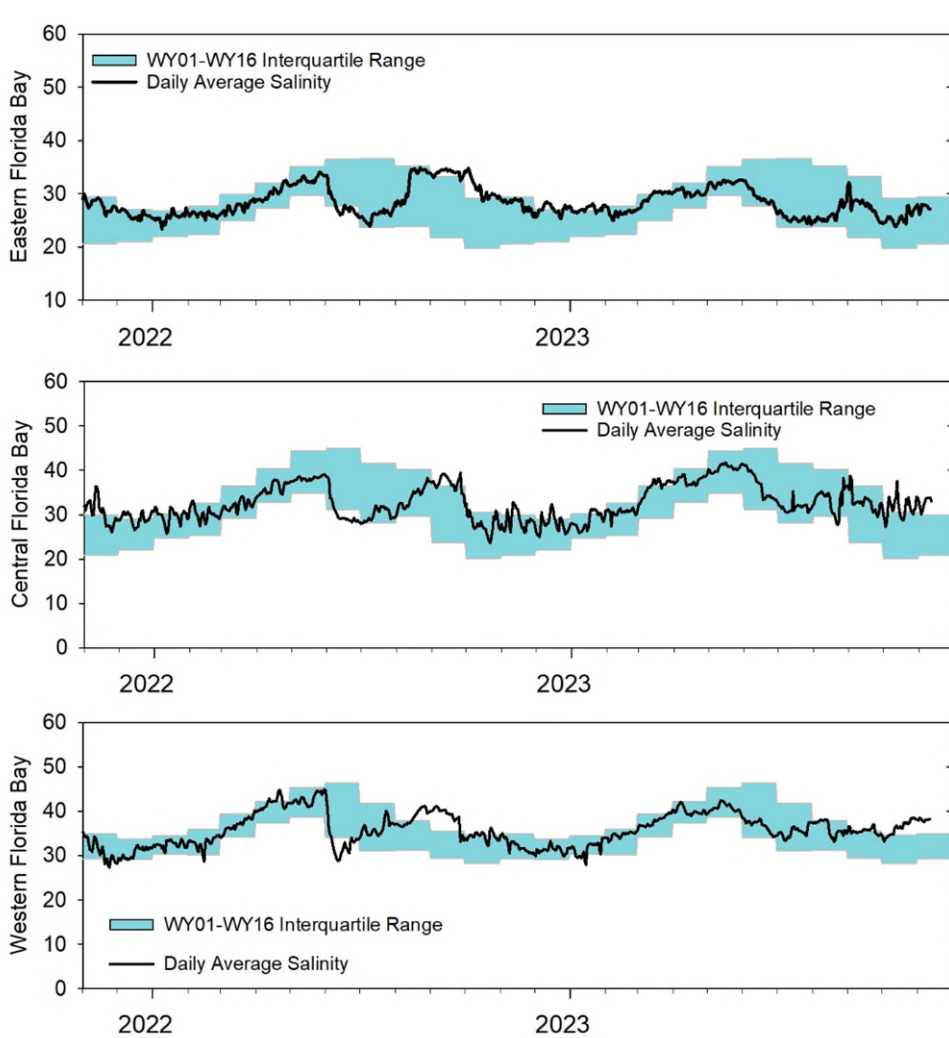 60
WY01-WY16 Interquartile Range
50
Daily Average Salinity
40
30
20
10
Eastern Florida Bay
2022
2023
60
WY01-WY16 Interquartile Range
50
Daily Average Salinity
40
30
20
10
0
Central Florida Bay
2022
2023
60
50
40
30
20
WY01-WY16 Interquartile Range
10
Daily Average Salinity
0
Western Florida Bay
2022
2023